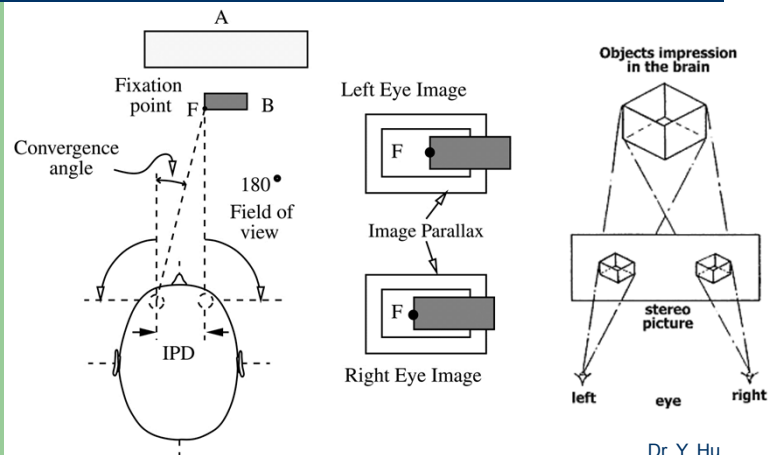 A
Fixation
point F B
Convergence
angle
180°
Field of
view
IPD
Left Eye Image
F
Image Parallax
F
Right Eye Image
Objects impression
in the brain
stereo
picture
left eye right
Dr. Y. Hu